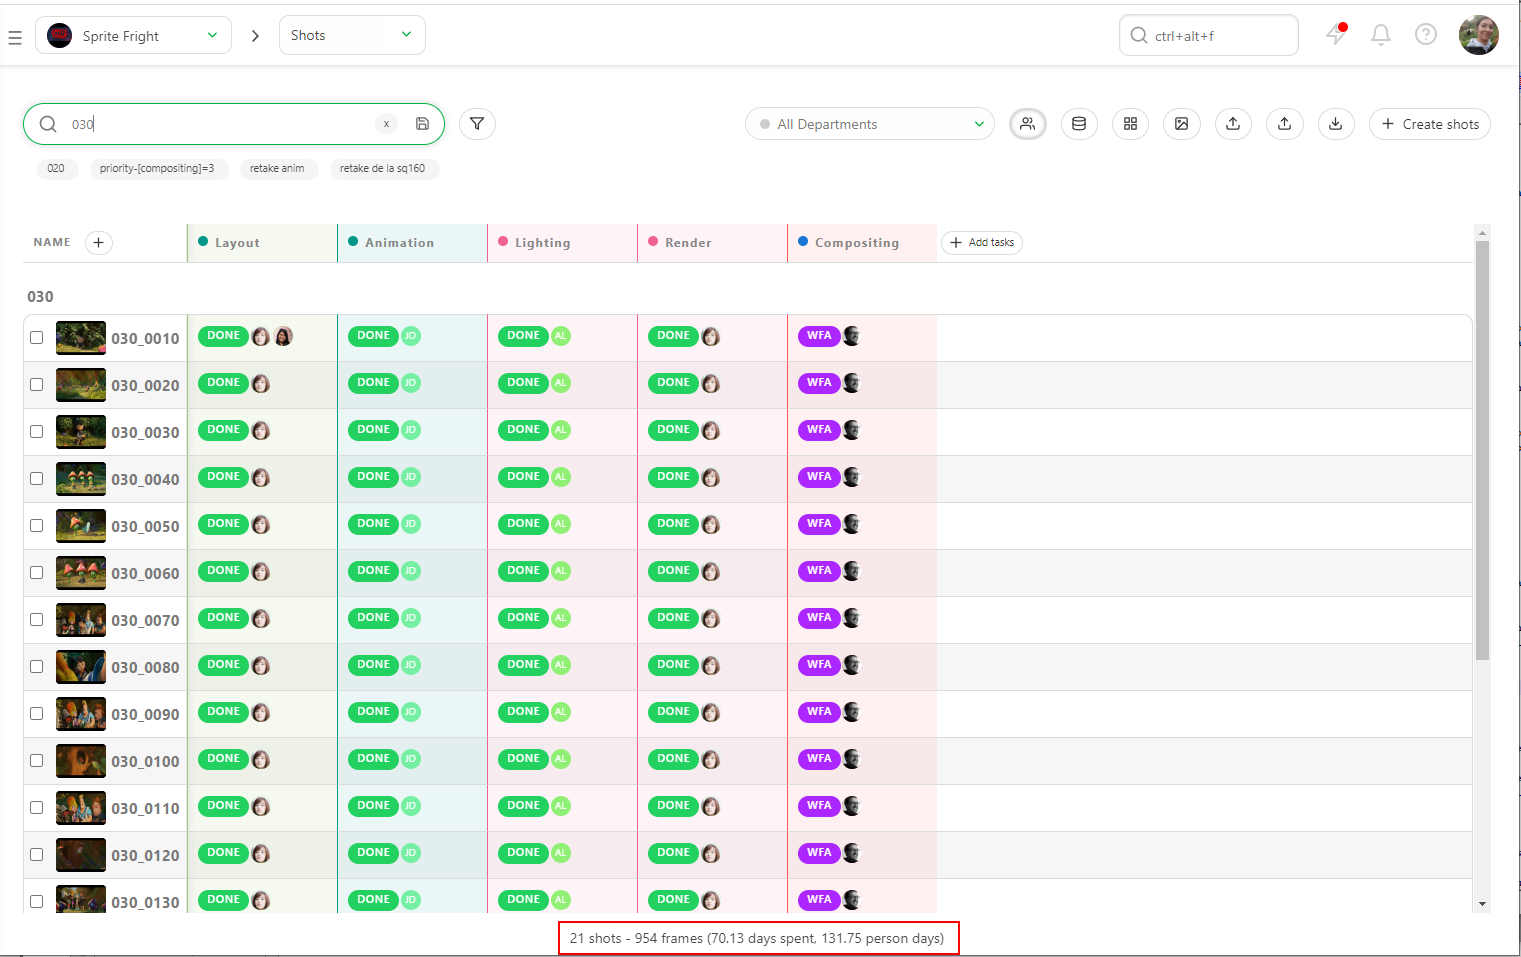 Sprite Fright
Shots
ctrl+alt+f
030
x
All Departments
Create shots
020
priority-[compositing]=3
retake anim
retake de la sq160
NAME Layout Animation Lighting Render Compositing Add tasks
030
030_0010 DONE DONE JD DONE AL DONE WFA
030_0020 DONE DONE JD DONE AL DONE WFA
030_0030 DONE DONE JD DONE AL DONE WFA
030_0040 DONE DONE JD DONE AL DONE WFA
030_0050 DONE DONE JD DONE AL DONE WFA
030_0060 DONE DONE JD DONE AL DONE WFA
030_0070 DONE DONE JD DONE AL DONE WFA
030_0080 DONE DONE JD DONE AL DONE WFA
030_0090 DONE DONE JD DONE AL DONE WFA
030_0100 DONE DONE JD DONE AL DONE WFA
030_0110 DONE DONE JD DONE AL DONE WFA
030_0120 DONE DONE JD DONE AL DONE WFA
030_0130 DONE DONE JD DONE AL DONE WFA
21 shots - 954 frames (70.13 days spent, 131.75 person days)